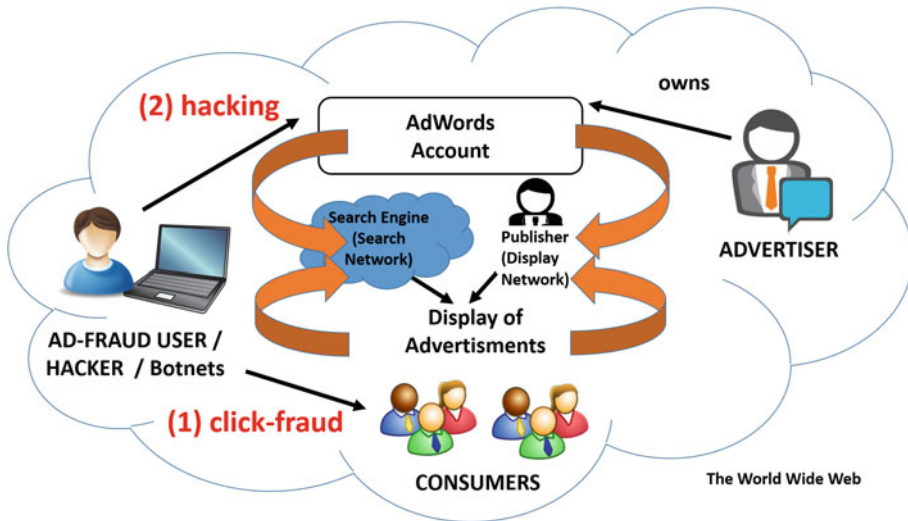 owns
(2) hacking
AdWords
Account
Search Engine
(Search
Network)
Publisher
(Display
Network)
ADVERTISER
Display of
Advertisments
AD-FRAUD USER /
HACKER / Botnets
(1) click-fraud
CONSUMERS
The World Wide Web